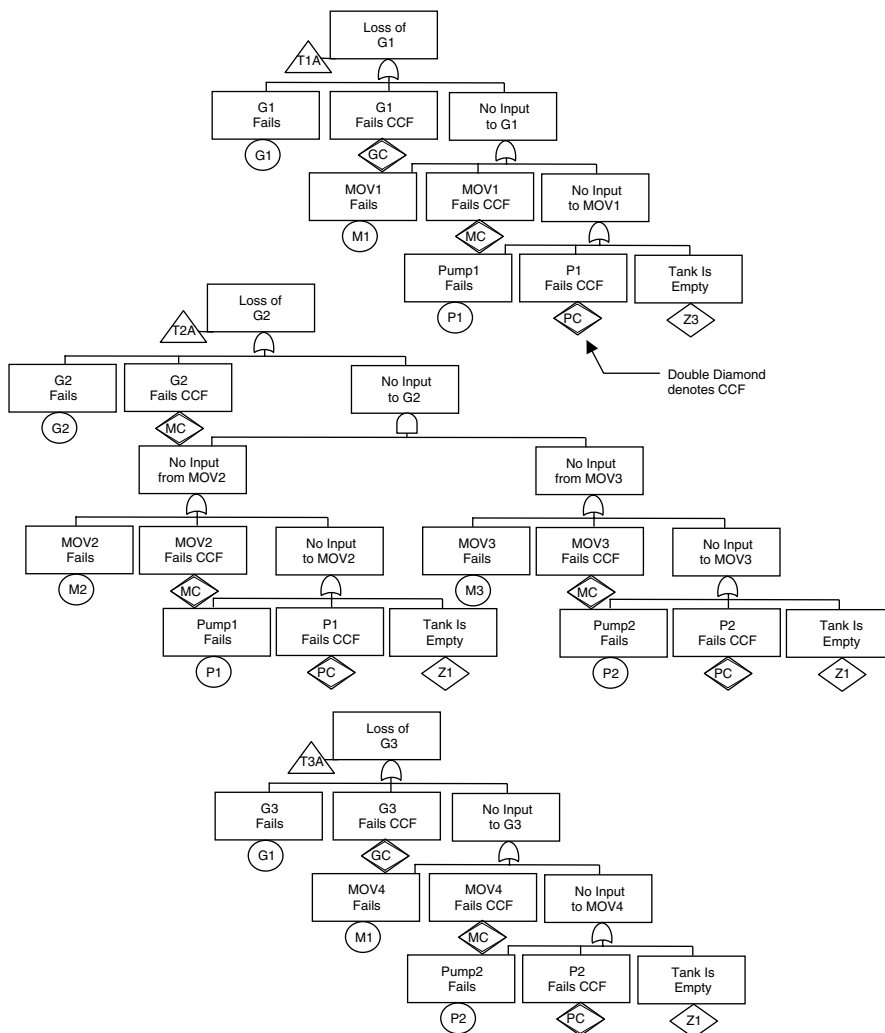 Loss of
G1
T1A
G1
Fails
G1
Fails CCF
No Input
to G1
G1
GC
MOV1
Fails
MOV1
Fails CCF
No Input
to MOV1
M1
MC
Pump1
Fails
P1
Fails CCF
Tank Is
Empty
P1
PC
Z3
Double Diamond
denotes CCF
Loss of
G2
T2A
G2
Fails
G2
Fails CCF
No Input
to G2
G2
MC
No Input
from MOV2
No Input
from MOV3
MOV2
Fails
MOV2
Fails CCF
No Input
to MOV2
MOV3
Fails
MOV3
Fails CCF
No Input
to MOV3
M2
MC
M3
MC
Pump1
Fails
P1
Fails CCF
Tank Is
Empty
Pump2
Fails
P2
Fails CCF
Tank Is
Empty
P1
PC
Z1
P2
PC
Z1
Loss of
G3
T3A
G3
Fails
G3
Fails CCF
No Input
to G3
G1
GC
MOV4
Fails
MOV4
Fails CCF
No Input
to MOV4
M1
MC
Pump2
Fails
P2
Fails CCF
Tank Is
Empty
P2
PC
Z1